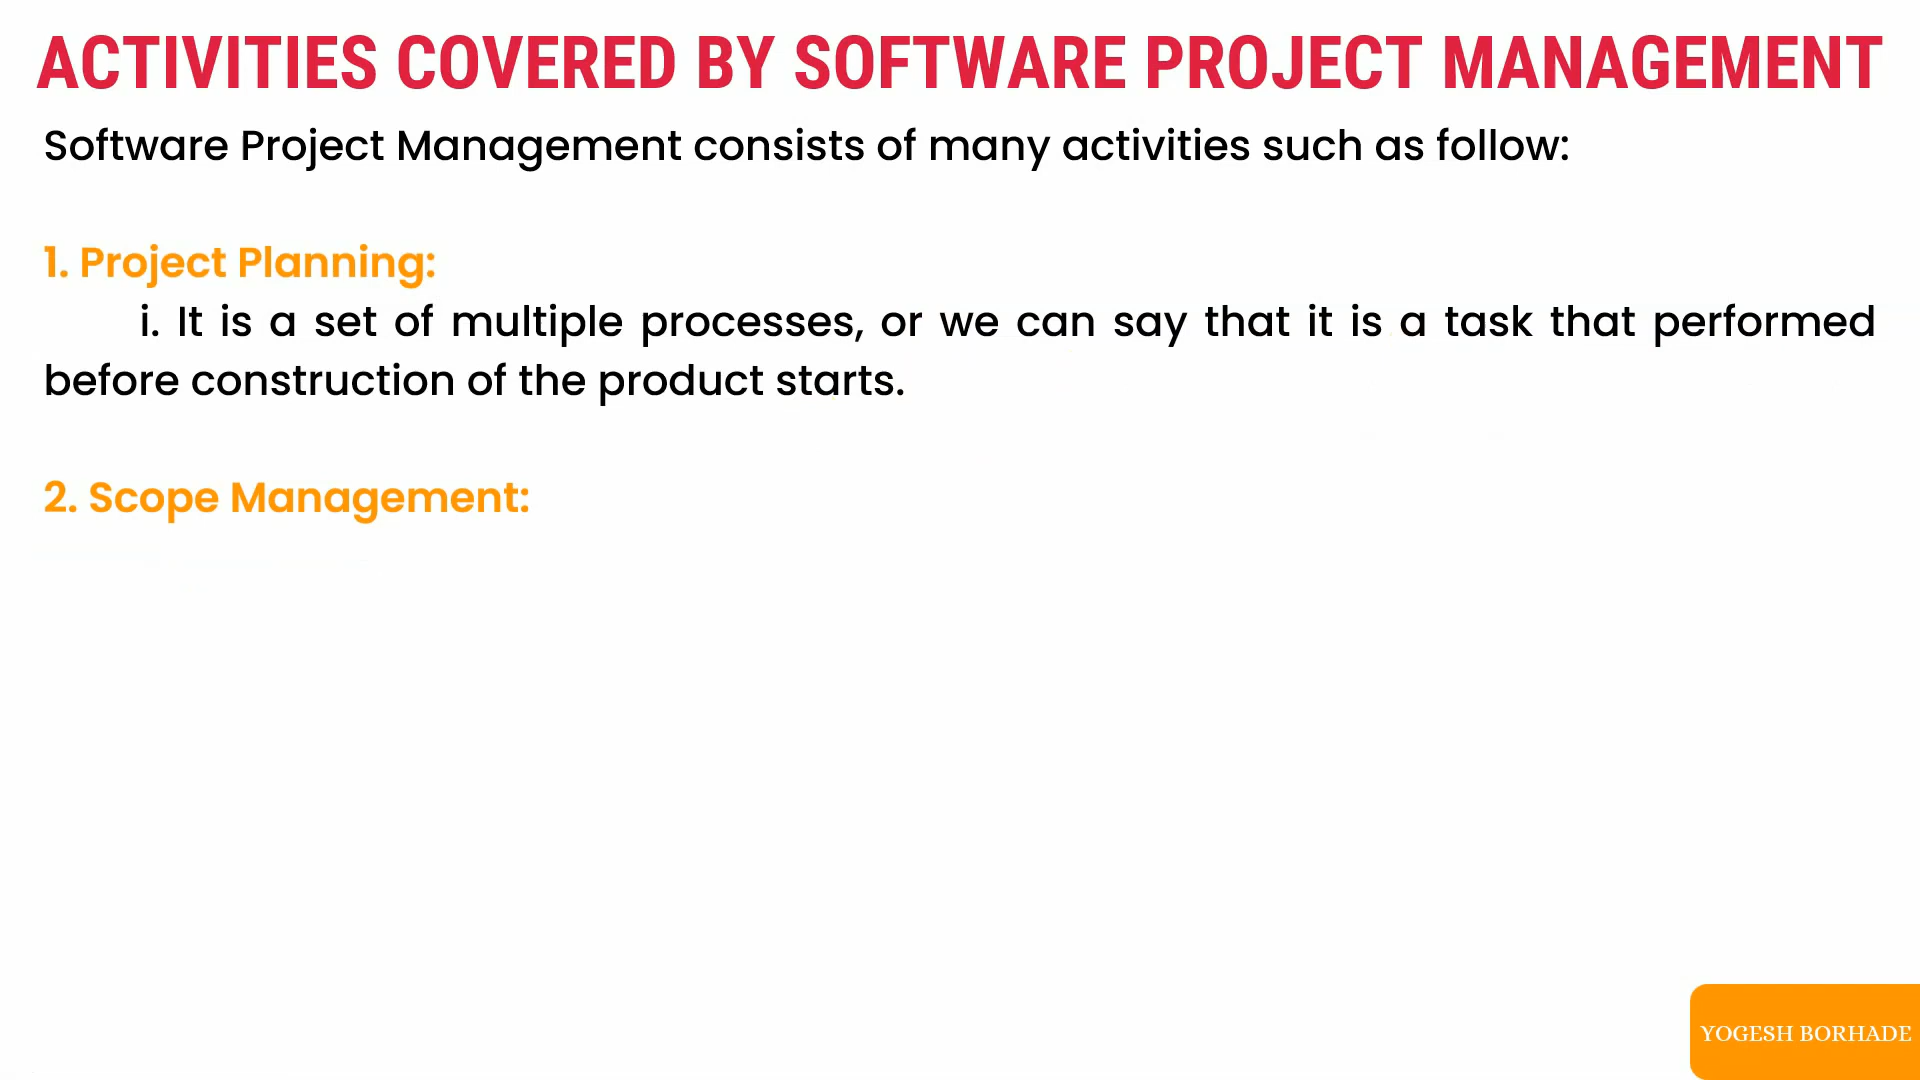 ACTIVITIES COVERED BY SOFTWARE PROJECT MANAGEMENT
Software Project Management consists of many activities such as follow:
1. Project Planning:
i. It is a set of multiple processes, or we can say that it is a task that performed
before construction of the product starts.
2. Scope Management:
YOGESH BORHADE